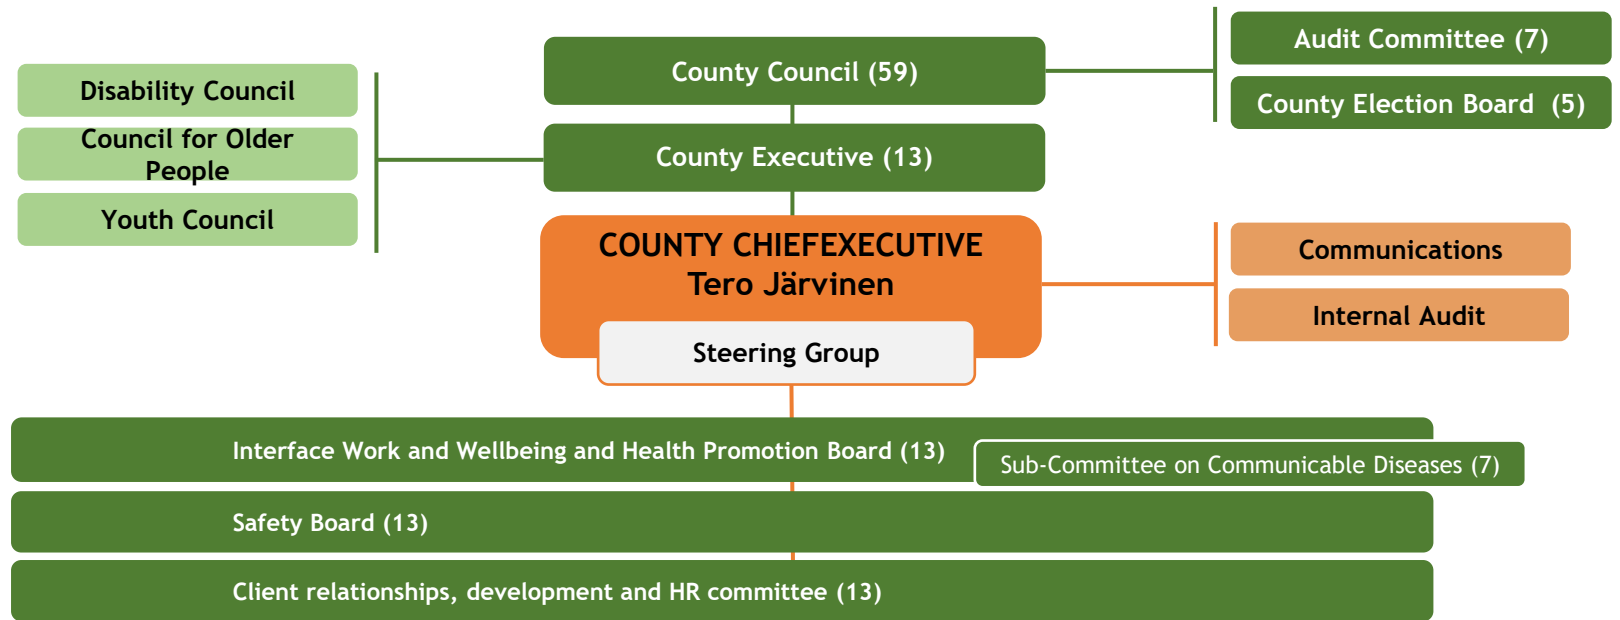 Audit Committee (7)
County Council (59)
County Election Board (5)
Disability Council
Council for Older
People
Youth Council
County Executive (13)
COUNTY CHIEFEXECUTIVE
Tero Järvinen
Steering Group
Communications
Internal Audit
Interface Work and Wellbeing and Health Promotion Board (13)
Sub-Committee on Communicable Diseases (7)
Safety Board (13)
Client relationships, development and HR committee (13)